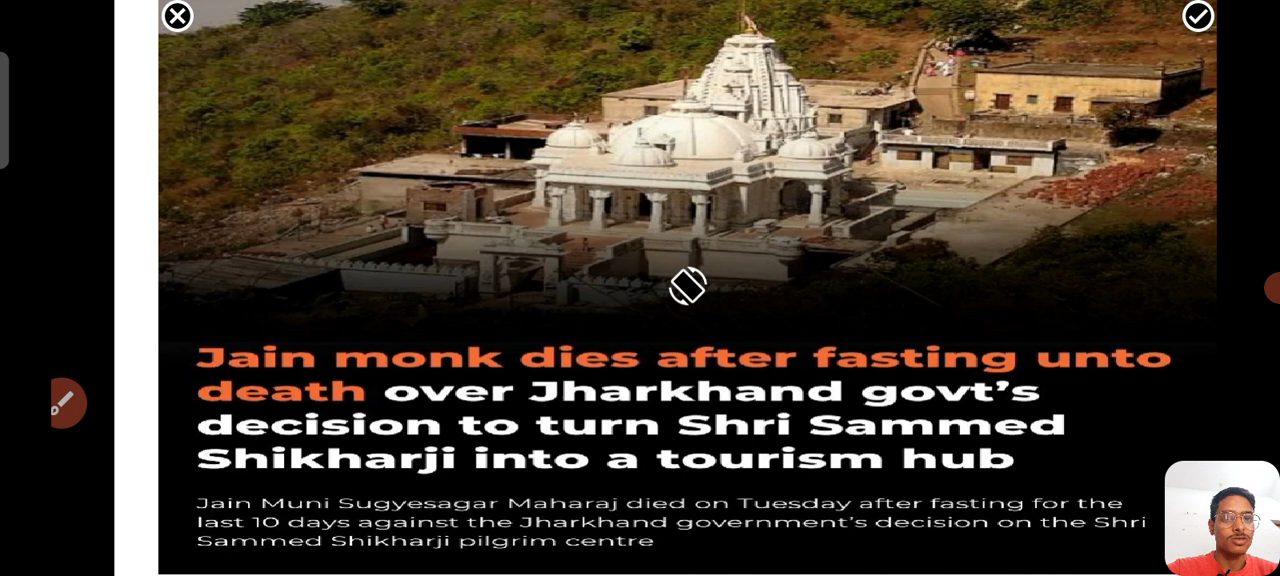 Jain monk dies after fasting unto
death over Jharkhand govt's
decision to turn Shri Sammed
Shikharji into a tourism hub
Jain Muni Sugyesagar Maharaj died on Tuesday after fasting for the
last 10 days against the Jharkhand government's decision on the Shri
Sammed Shikharji pilgrim centre